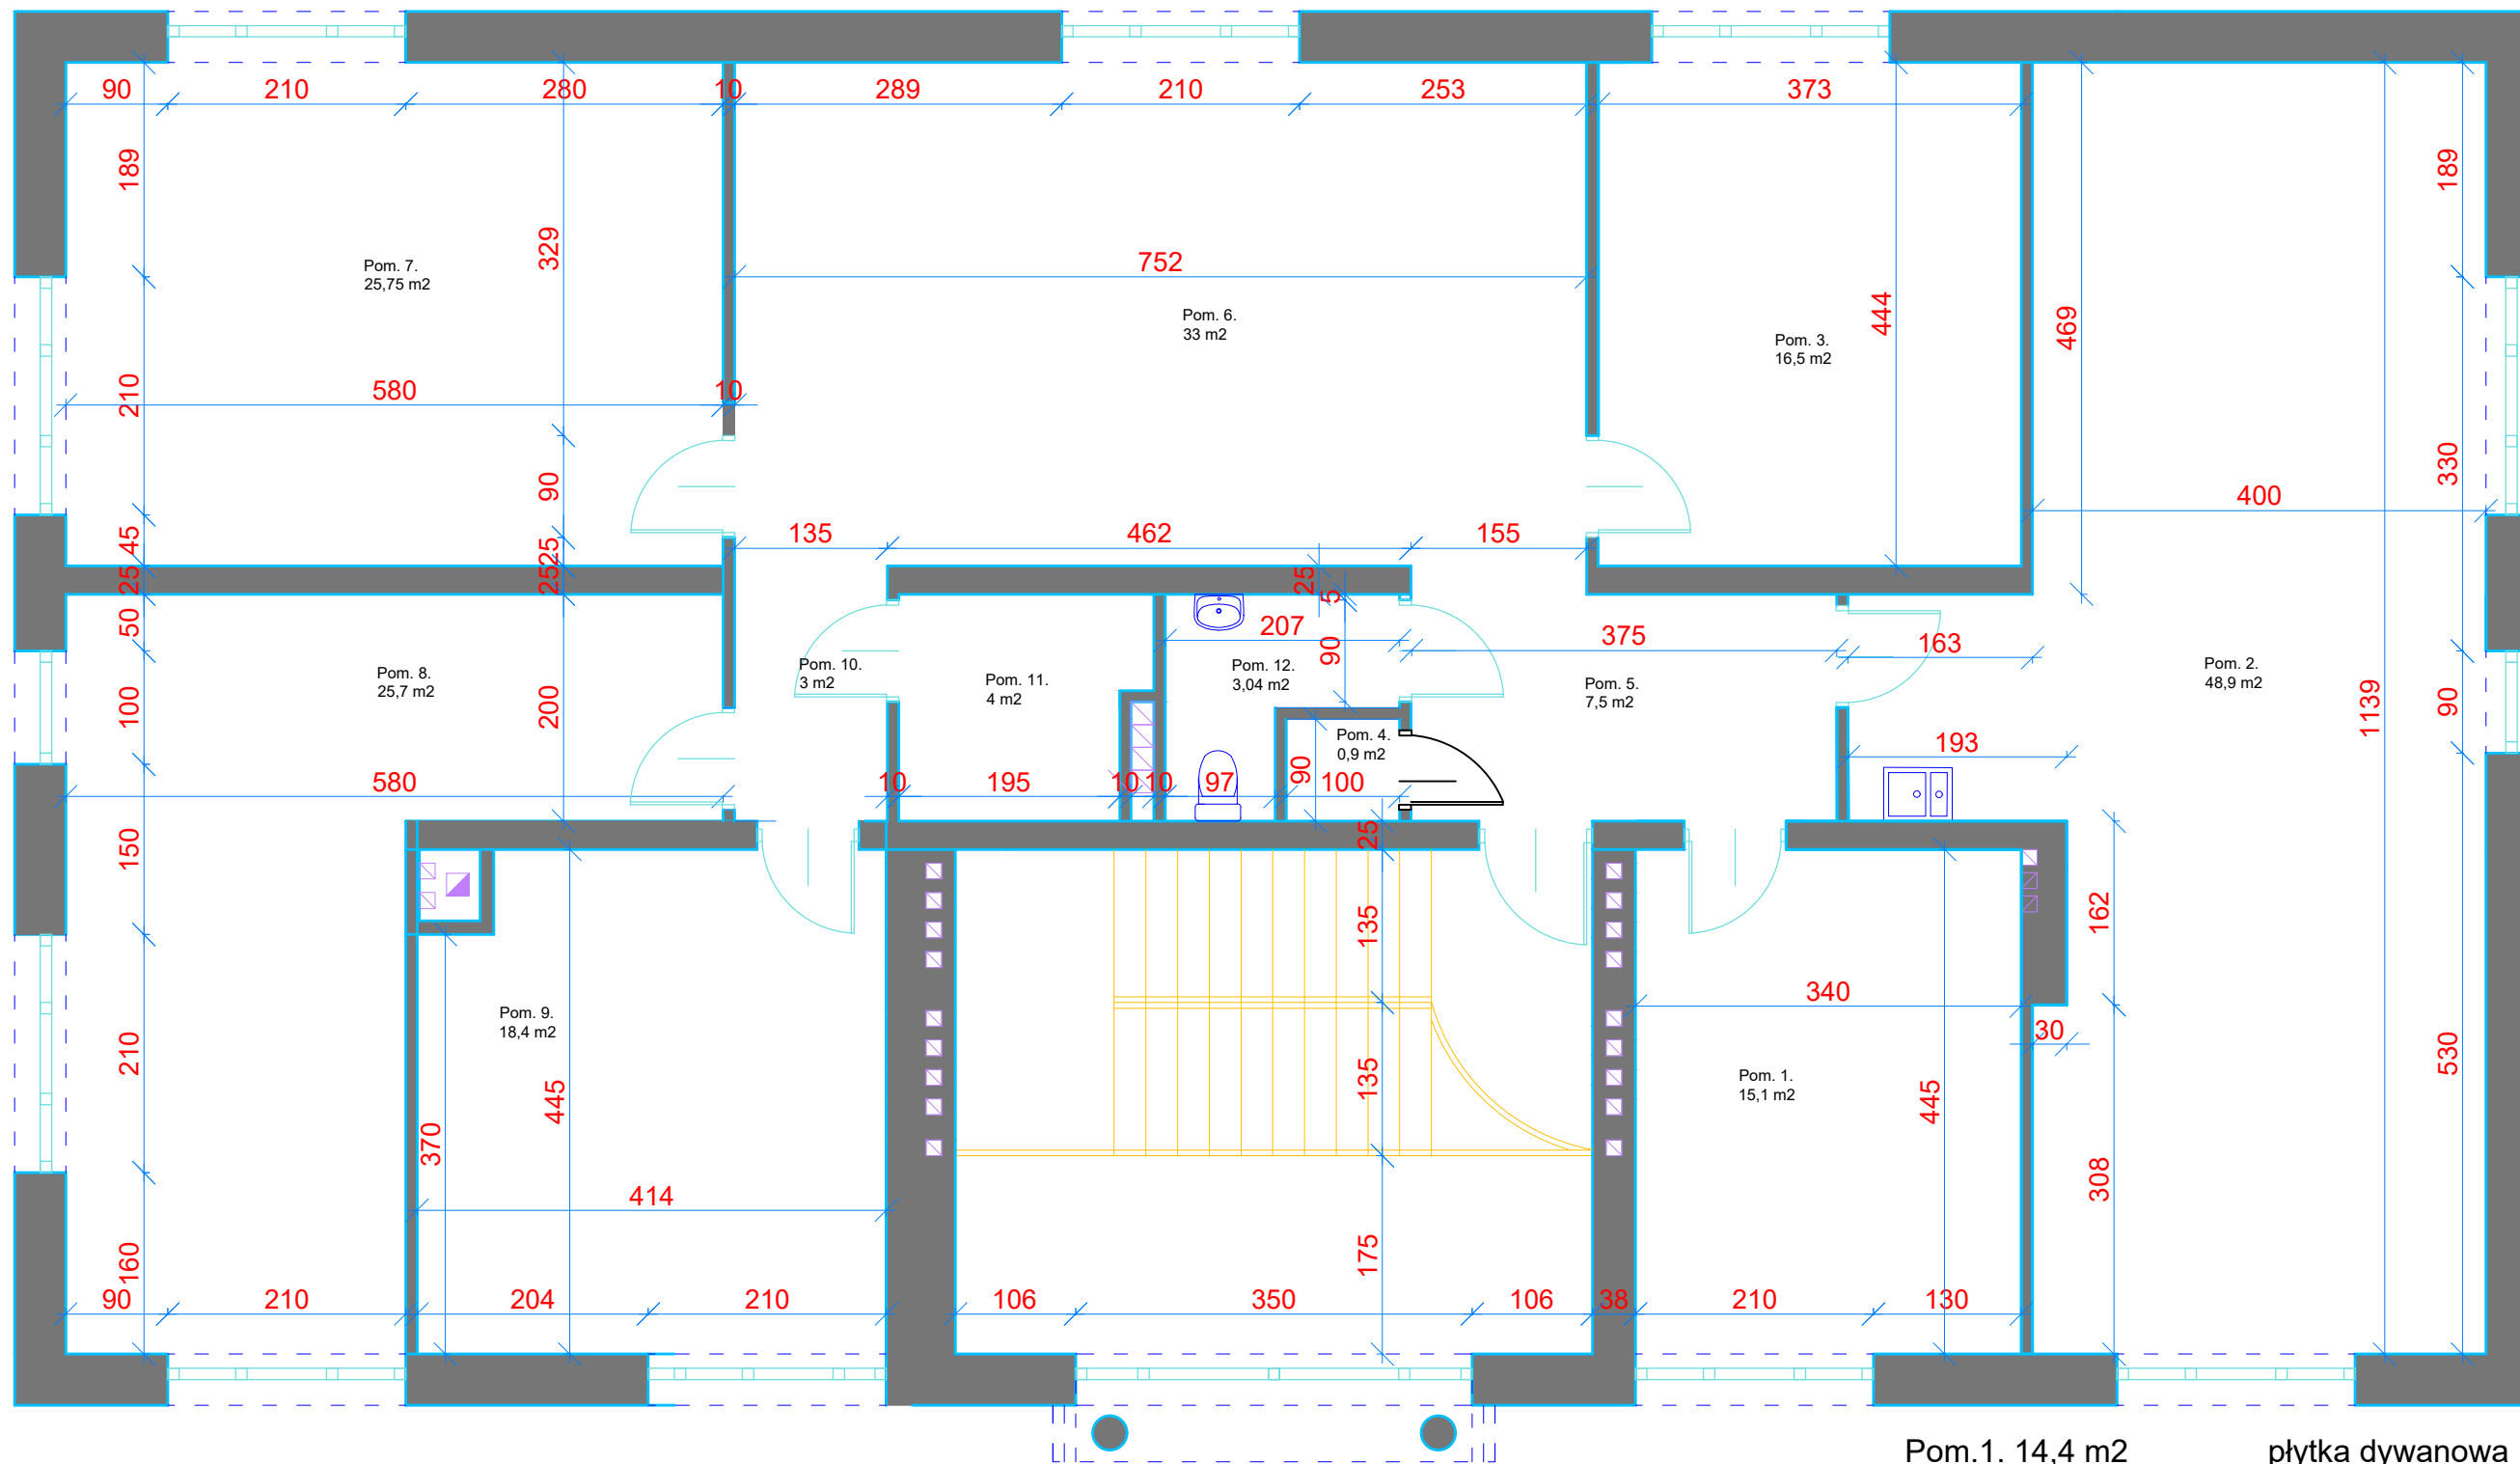 90 210 280 10 289 210 253 373
189
189
329
Pom. 7.
25,75 m2
752
Pom. 6.
33 m2
444
469
Pom. 3.
16,5 m2
210
580
10
90
330
400
45
135
462
155
25
25
25
25
5
50
207
90
375
163
Pom. 8.
25,7 m2
Pom. 10.
3 m2
Pom. 11.
4 m2
Pom. 12.
3,04 m2
Pom. 5.
7,5 m2
Pom. 2.
48,9 m2
100
200
1139
90
Pom. 4.
0,9 m2
193
580
10
195
10
10
97
90
100
150
25
135
162
Pom. 9.
18,4 m2
340
30
210
445
135
Pom. 1.
15,1 m2
445
530
370
308
414
160
175
90 210 204 210 106 350 106 38 210 130
Pom.1. 14,4 m2 płytka dywanowa